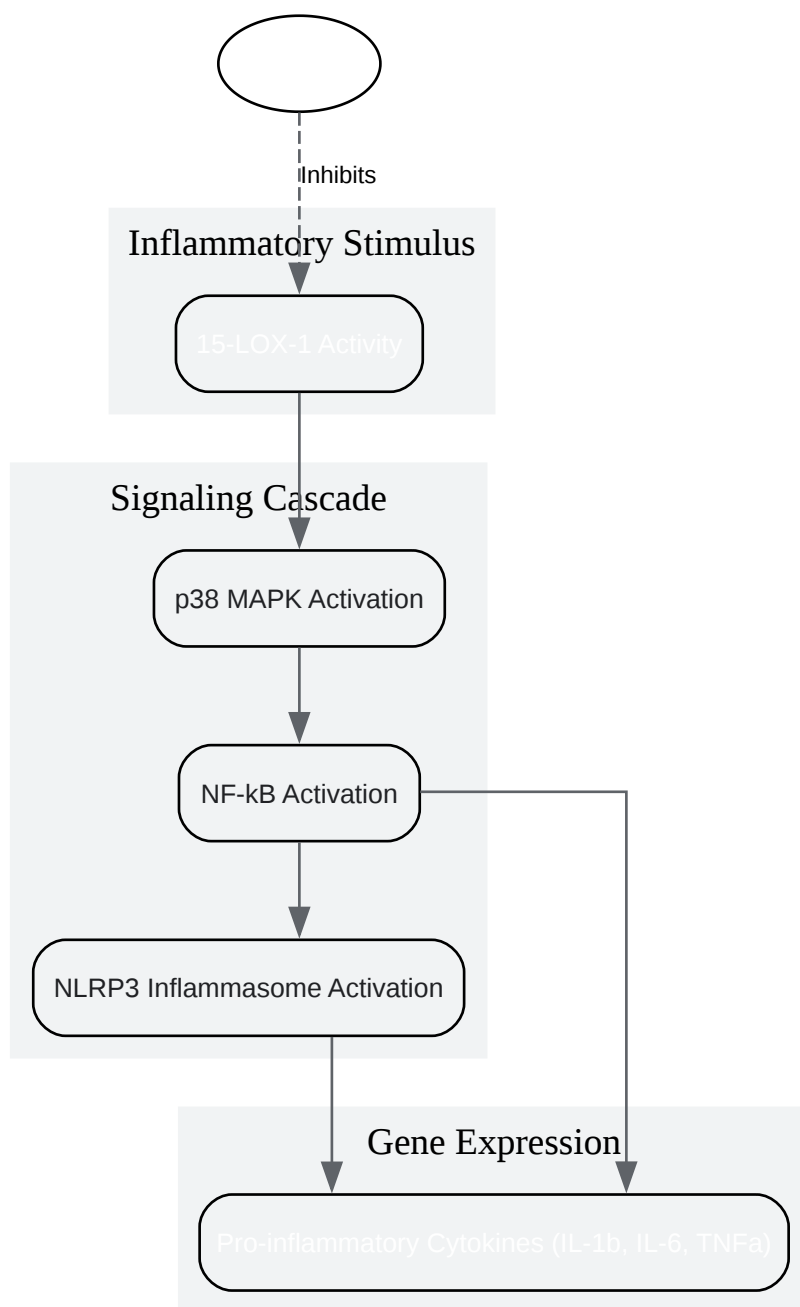 Inhibits
Inflammatory Stimulus
15-LOX-1 Activity
Signaling Cascade
p38 MAPK Activation
NF-kB Activation
NLRP3 Inflammasome Activation
Gene Expression
Pro-inflammatory Cytokines (IL-1b, IL-6, TNFa)